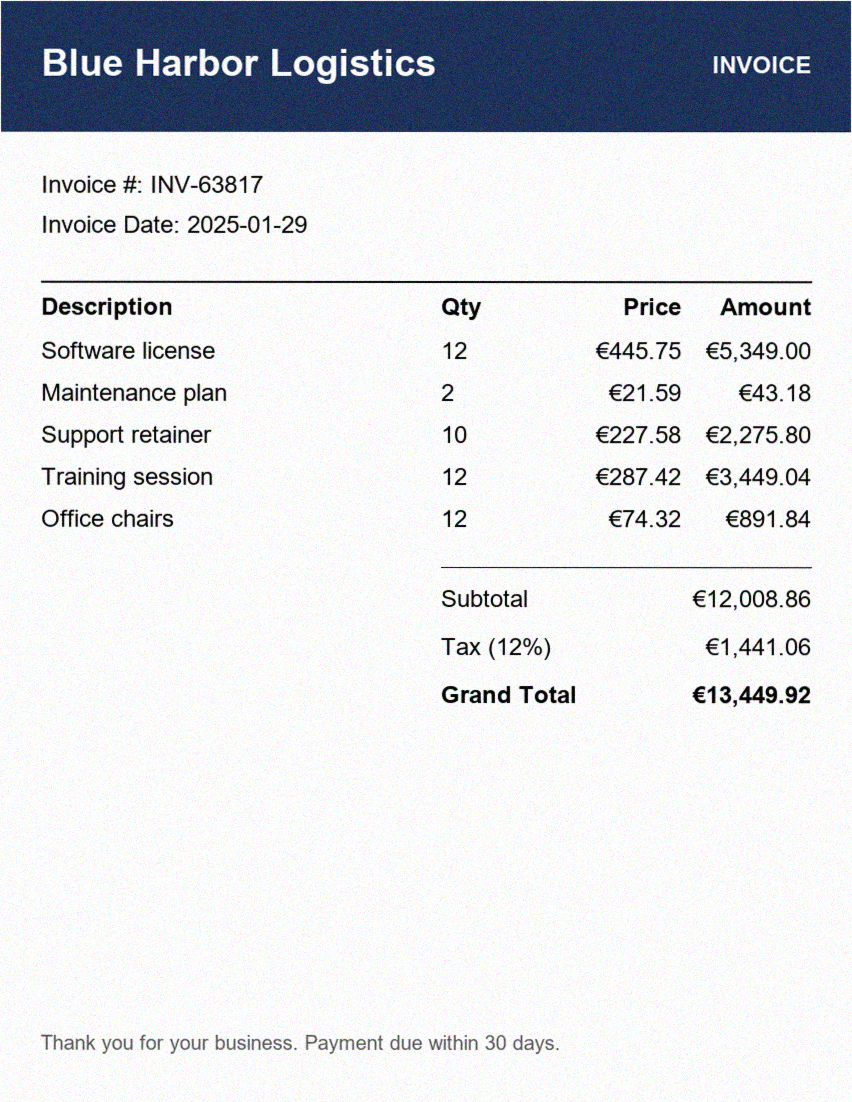 Blue Harbor Logistics INVOICE
Invoice #: INV-63817
Invoice Date: 2025-01-29
Description Qty Price Amount
Software license 12 €445.75 €5,349.00
Maintenance plan 2 €21.59 €43.18
Support retainer 10 €227.58 €2,275.80
Training session 12 €287.42 €3,449.04
Office chairs 12 €74.32 €891.84
Subtotal €12,008.86
Tax (12%) €1,441.06
Grand Total €13,449.92
Thank you for your business. Payment due within 30 days.